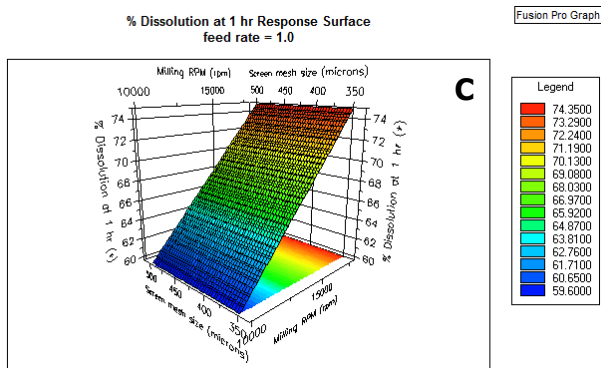 % Dissolution at 1 hr Response Surface
feed rate = 1.0
Fusion Pro Graph
C
Milling RPM (rpm) Screen mesh size (microns)
10000 15000 500 450 400 350
74
72
70
68
66
64
62
60
% Dissolution at 1 hr (+)
74
72
70
68
66
64
62
60
% Dissolution at 1 hr (+)
500 450 400 350
Screen mesh size (microns)
10000 15000
Milling RPM (rpm)
Legend
74.3500
73.2900
72.2400
71.1900
70.1300
69.0800
68.0300
66.9700
65.9200
64.8700
63.8100
62.7600
61.7100
60.6500
59.6000